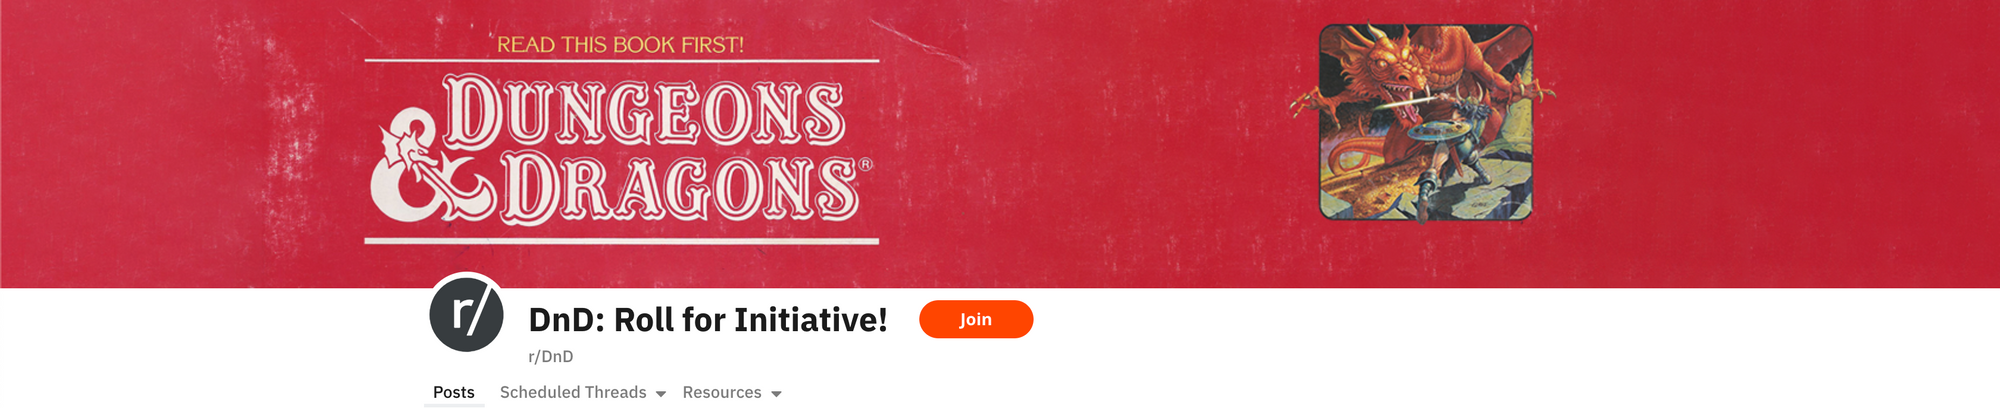 READ THIS BOOK FIRST!
DUNGEONS
& DRAGONS®
r/
DnD: Roll for Initiative!
Join
r/DnD
Posts
Scheduled Threads
Resources